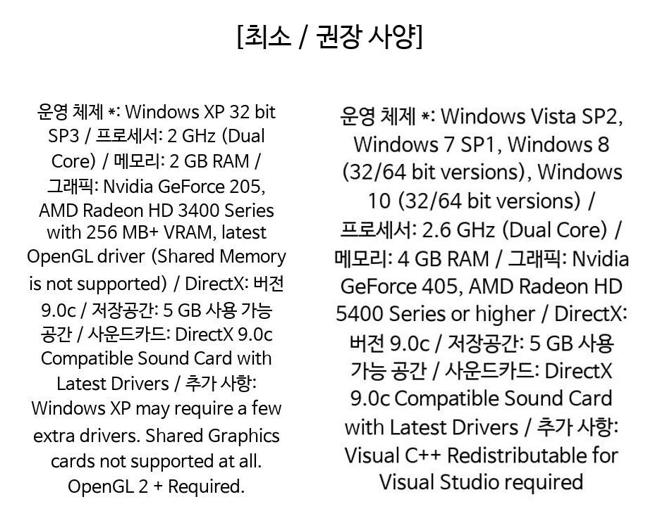 [최소 / 권장 사양]
운영 체제 *: Windows XP 32 bit
SP3 / 프로세서: 2 GHz (Dual
Core) / 메모리: 2 GB RAM /
그래픽: Nvidia GeForce 205,
AMD Radeon HD 3400 Series
with 256 MB+ VRAM, latest
OpenGL driver (Shared Memory
is not supported) / DirectX: 버전
9.0c / 저장공간: 5 GB 사용 가능
공간 / 사운드카드: DirectX 9.0c
Compatible Sound Card with
Latest Drivers / 추가 사항:
Windows XP may require a few
extra drivers. Shared Graphics
cards not supported at all.
OpenGL 2 + Required.
운영 체제 *: Windows Vista SP2,
Windows 7 SP1, Windows 8
(32/64 bit versions), Windows
10 (32/64 bit versions) /
프로세서: 2.6 GHz (Dual Core) /
메모리: 4 GB RAM / 그래픽: Nvidia
GeForce 405, AMD Radeon HD
5400 Series or higher / DirectX:
버전 9.0c / 저장공간: 5 GB 사용
가능 공간 / 사운드카드: DirectX
9.0c Compatible Sound Card
with Latest Drivers / 추가 사항:
Visual C++ Redistributable for
Visual Studio required